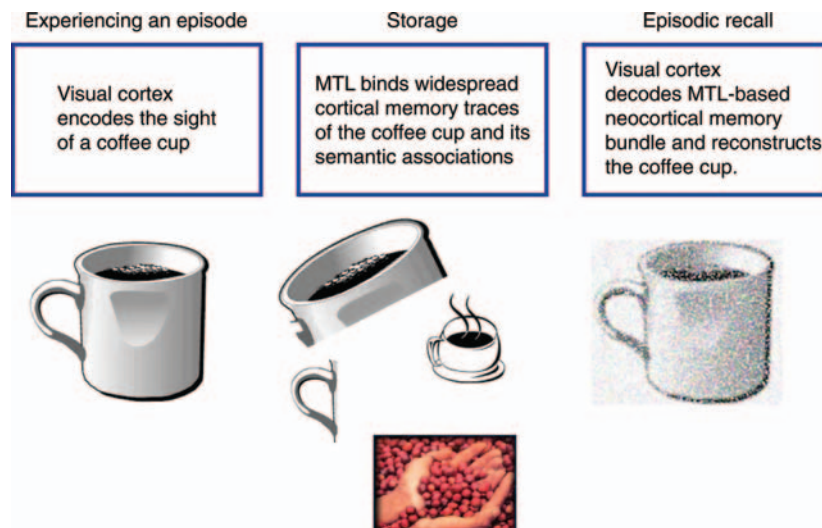 Experiencing an episode
Visual cortex
encodes the sight
of a coffee cup
Storage
MTL binds widespread
cortical memory traces
of the coffee cup and its
semantic associations
Episodic recall
Visual cortex
decodes MTL-based
neocortical memory
bundle and reconstructs
the coffee cup.